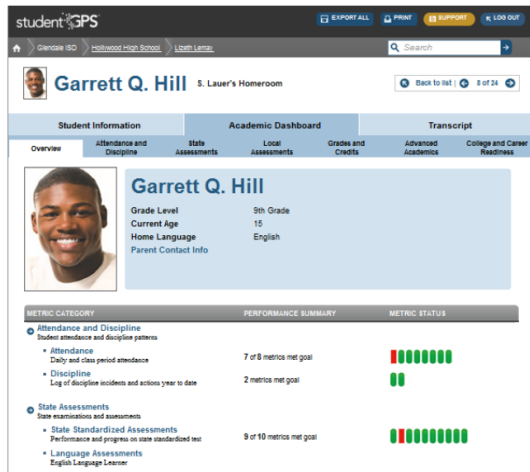 student GPS
EXPORT ALL PRINT SUPPORT LOG OUT
Glendale ISD Hollywood High School Lizeth Lemay Search
Garrett Q. Hill S. Lauer's Homeroom Back to list | 8 of 24
Student Information Academic Dashboard Transcript
Overview Attendance and Discipline State Assessments Local Assessments Grades and Credits Advanced Academics College and Career Readiness
Garrett Q. Hill
Grade Level 9th Grade
Current Age 15
Home Language English
Parent Contact Info
METRIC CATEGORY PERFORMANCE SUMMARY METRIC STATUS
Attendance and Discipline
Student attendance and discipline patterns
• Attendance
Daily and class period attendance 7 of 8 metrics met goal
• Discipline
Log of discipline incidents and actions year to date 2 metrics met goal
State Assessments
State examinations and assessments
• State Standardized Assessments
Performance and progress on state standardized test 9 of 10 metrics met goal
• Language Assessments
English Language Learner